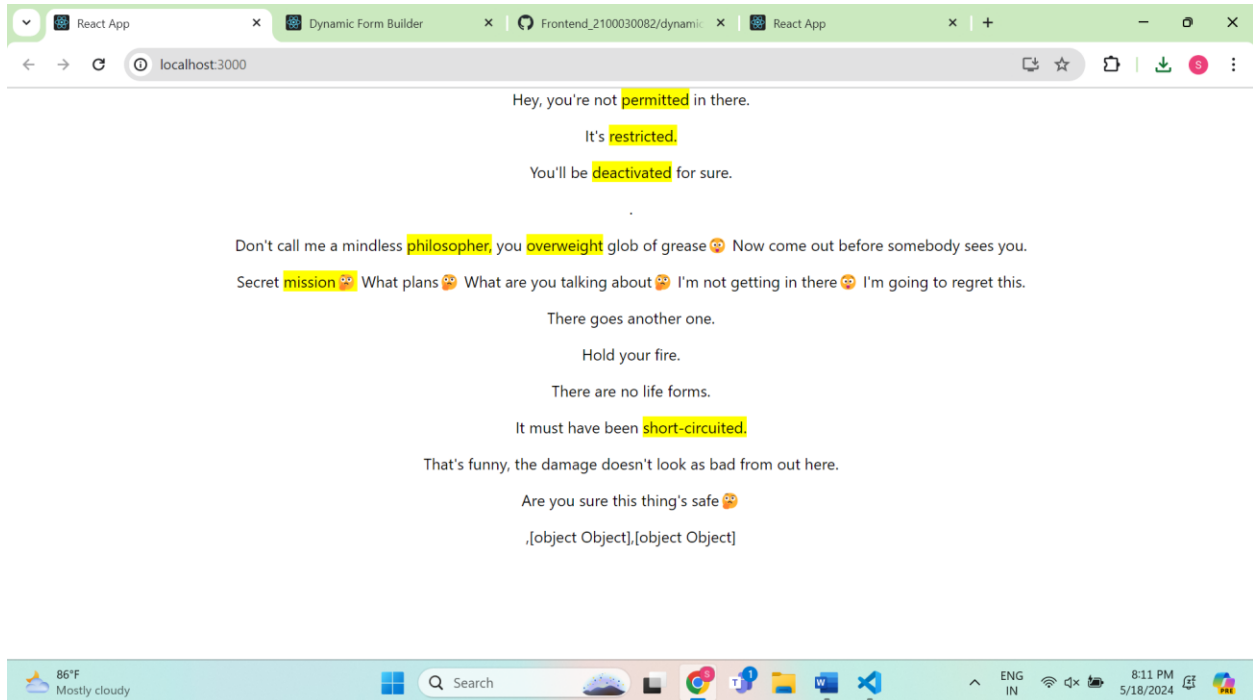 React App
Dynamic Form Builder
Frontend_2100030082/dynamic
React App
localhost:3000
S
Hey, you're not permitted in there.
It's restricted.
You'll be deactivated for sure.
.
Don't call me a mindless philosopher, you overweight glob of grease😲 Now come out before somebody sees you.
Secret mission🤔 What plans🤔 What are you talking about🤔 I'm not getting in there😲 I'm going to regret this.
There goes another one.
Hold your fire.
There are no life forms.
It must have been short-circuited.
That's funny, the damage doesn't look as bad from out here.
Are you sure this thing's safe🤔
,[object Object],[object Object]
86°F
Mostly cloudy
Search
ENG
IN
8:11 PM
5/18/2024
PRE